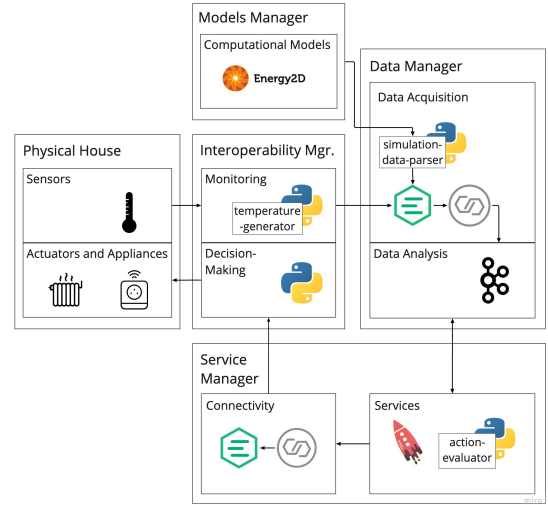 Models Manager
Computational Models
Energy2D
Data Manager
Data Acquisition
simulation-
data-parser
Physical House
Sensors
Interoperability Mgr.
Monitoring
temperature
-generator
Actuators and Appliances
Decision-
Making
Data Analysis
Service
Manager
Connectivity
Services
action-
evaluator
miro